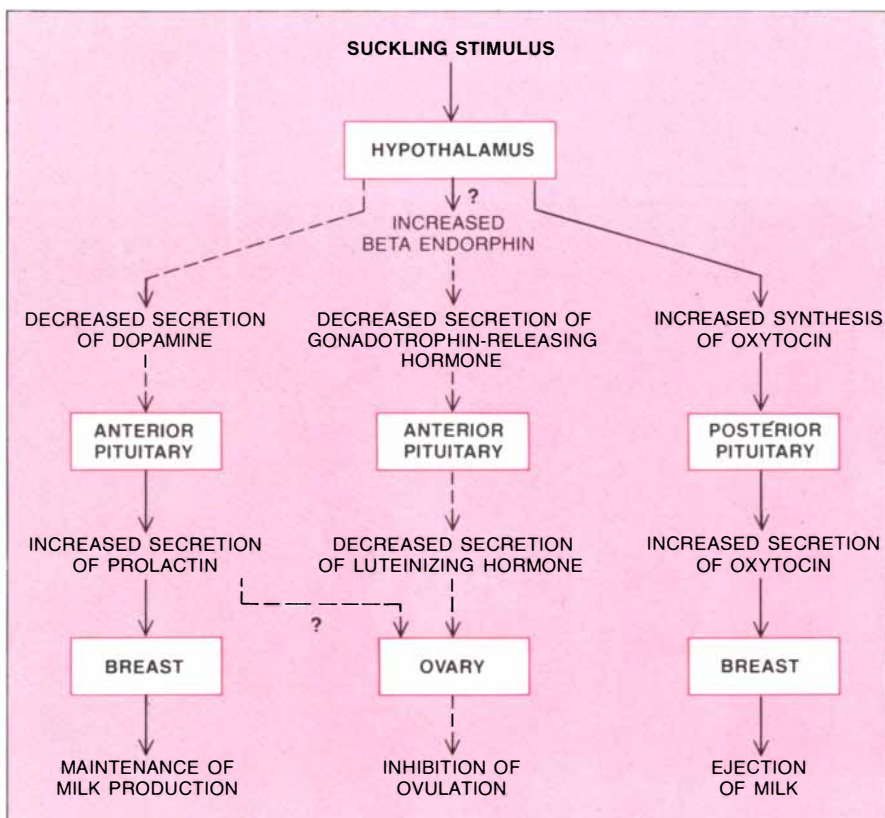 SUCKLING STIMULUS
HYPOTHALAMUS
?
INCREASED
BETA ENDORPHIN
DECREASED SECRETION
OF DOPAMINE
DECREASED SECRETION OF
GONADOTROPHIN-RELEASING
HORMONE
INCREASED SYNTHESIS
OF OXYTOCIN
ANTERIOR
PITUITARY
ANTERIOR
PITUITARY
POSTERIOR
PITUITARY
INCREASED SECRETION
OF PROLACTIN
DECREASED SECRETION
OF LUTEINIZING HORMONE
INCREASED SECRETION
OF OXYTOCIN
?
BREAST
OVARY
BREAST
MAINTENANCE OF
MILK PRODUCTION
INHIBITION OF
OVULATION
EJECTION
OF MILK